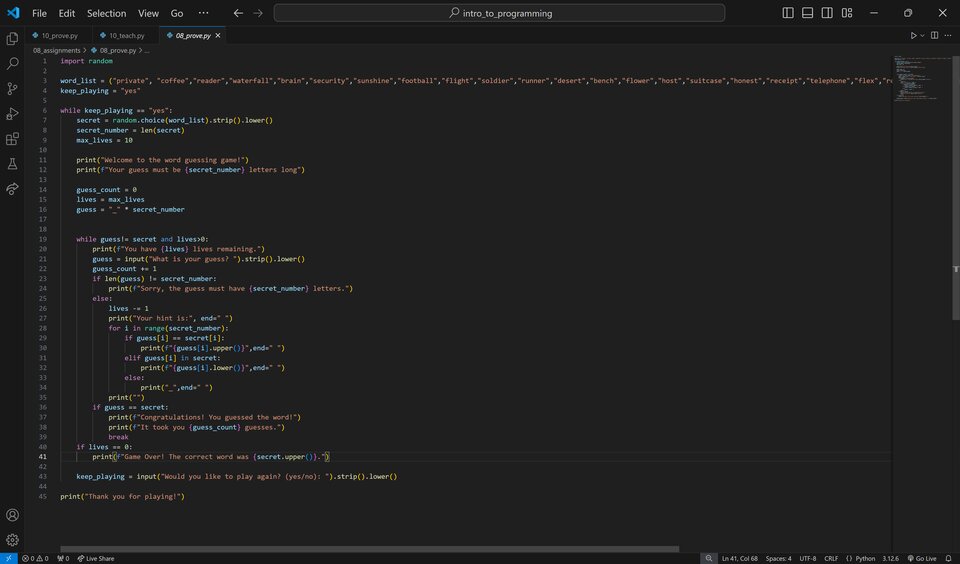 File Edit Selection View Go ··· intro_to_programming
10_prove.py 10_teach.py 08_prove.py
08_assignments > 08_prove.py > ...
1 import random
2
3 word_list = ("private", "coffee","reader","waterfall","brain","security","sunshine","football","flight","soldier","runner","desert","bench","flower","host","suitcase","honest","receipt","telephone","flex","re
4 keep_playing = "yes"
5
6 while keep_playing == "yes":
7     secret = random.choice(word_list).strip().lower()
8     secret_number = len(secret)
9     max_lives = 10
10
11     print("Welcome to the word guessing game!")
12     print(f"Your guess must be {secret_number} letters long")
13
14     guess_count = 0
15     lives = max_lives
16     guess = "_" * secret_number
17
18
19     while guess!= secret and lives>0:
20         print(f"You have {lives} lives remaining.")
21         guess = input("What is your guess? ").strip().lower()
22         guess_count += 1
23         if len(guess) != secret_number:
24             print(f"Sorry, the guess must have {secret_number} letters.")
25         else:
26             lives -= 1
27             print("Your hint is:", end=" ")
28             for i in range(secret_number):
29                 if guess[i] == secret[i]:
30                     print(f"{guess[i].upper()}",end=" ")
31                 elif guess[i] in secret:
32                     print(f"{guess[i].lower()}",end=" ")
33                 else:
34                     print("_",end=" ")
35             print("")
36         if guess == secret:
37             print(f"Congratulations! You guessed the word!")
38             print(f"It took you {guess_count} guesses.")
39             break
40     if lives == 0:
41         print(f"Game Over! The correct word was {secret.upper()}.")
42
43     keep_playing = input("Would you like to play again? (yes/no): ").strip().lower()
44
45 print("Thank you for playing!")
0 0 0 Live Share Ln 41, Col 68 Spaces: 4 UTF-8 CRLF Python 3.12.6 Go Live